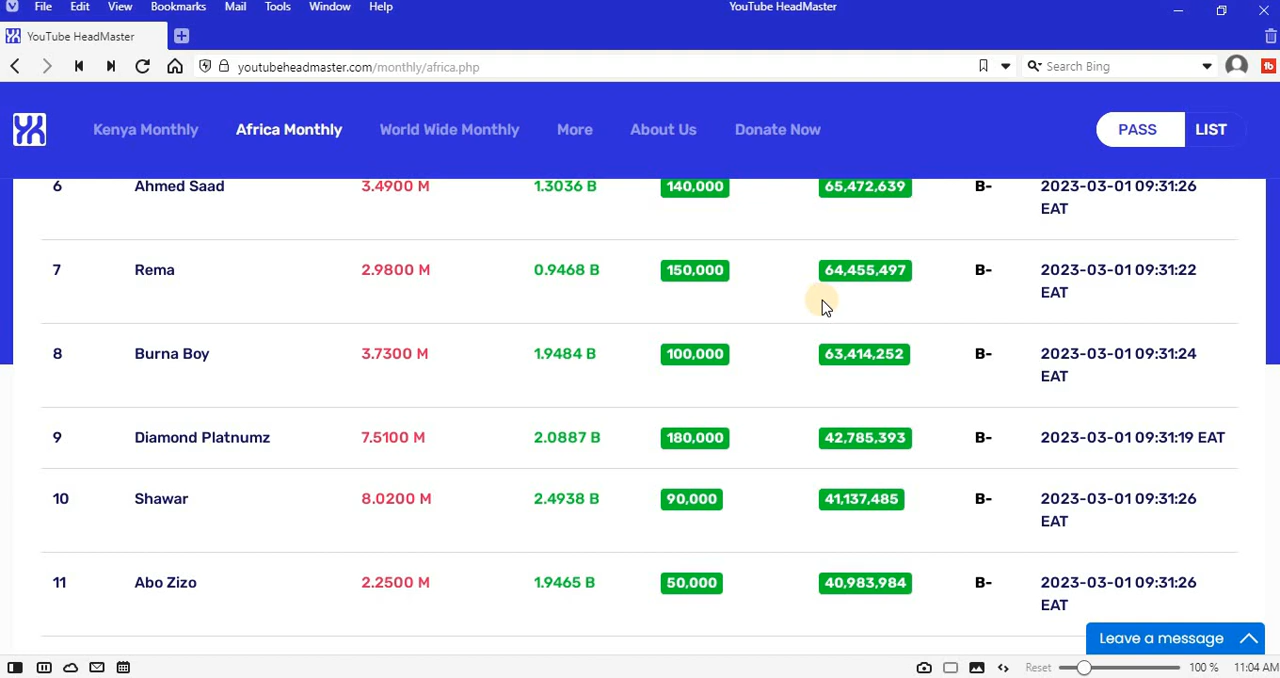 File Edit View Bookmarks Mail Tools Window Help YouTube HeadMaster
YouTube HeadMaster
youtubeheadmaster.com/monthly/africa.php Search Bing
Kenya Monthly Africa Monthly World Wide Monthly More About Us Donate Now PASS LIST
6 Ahmed Saad 3.4900 M 1.3036 B 140,000 65,472,639 B- 2023-03-01 09:31:26
EAT
7 Rema 2.9800 M 0.9468 B 150,000 64,455,497 B- 2023-03-01 09:31:22
EAT
8 Burna Boy 3.7300 M 1.9484 B 100,000 63,414,252 B- 2023-03-01 09:31:24
EAT
9 Diamond Platnumz 7.5100 M 2.0887 B 180,000 42,785,393 B- 2023-03-01 09:31:19 EAT
10 Shawar 8.0200 M 2.4938 B 90,000 41,137,485 B- 2023-03-01 09:31:26
EAT
11 Abo Zizo 2.2500 M 1.9465 B 50,000 40,983,984 B- 2023-03-01 09:31:26
EAT
Leave a message
Reset 100 % 11:04 AM